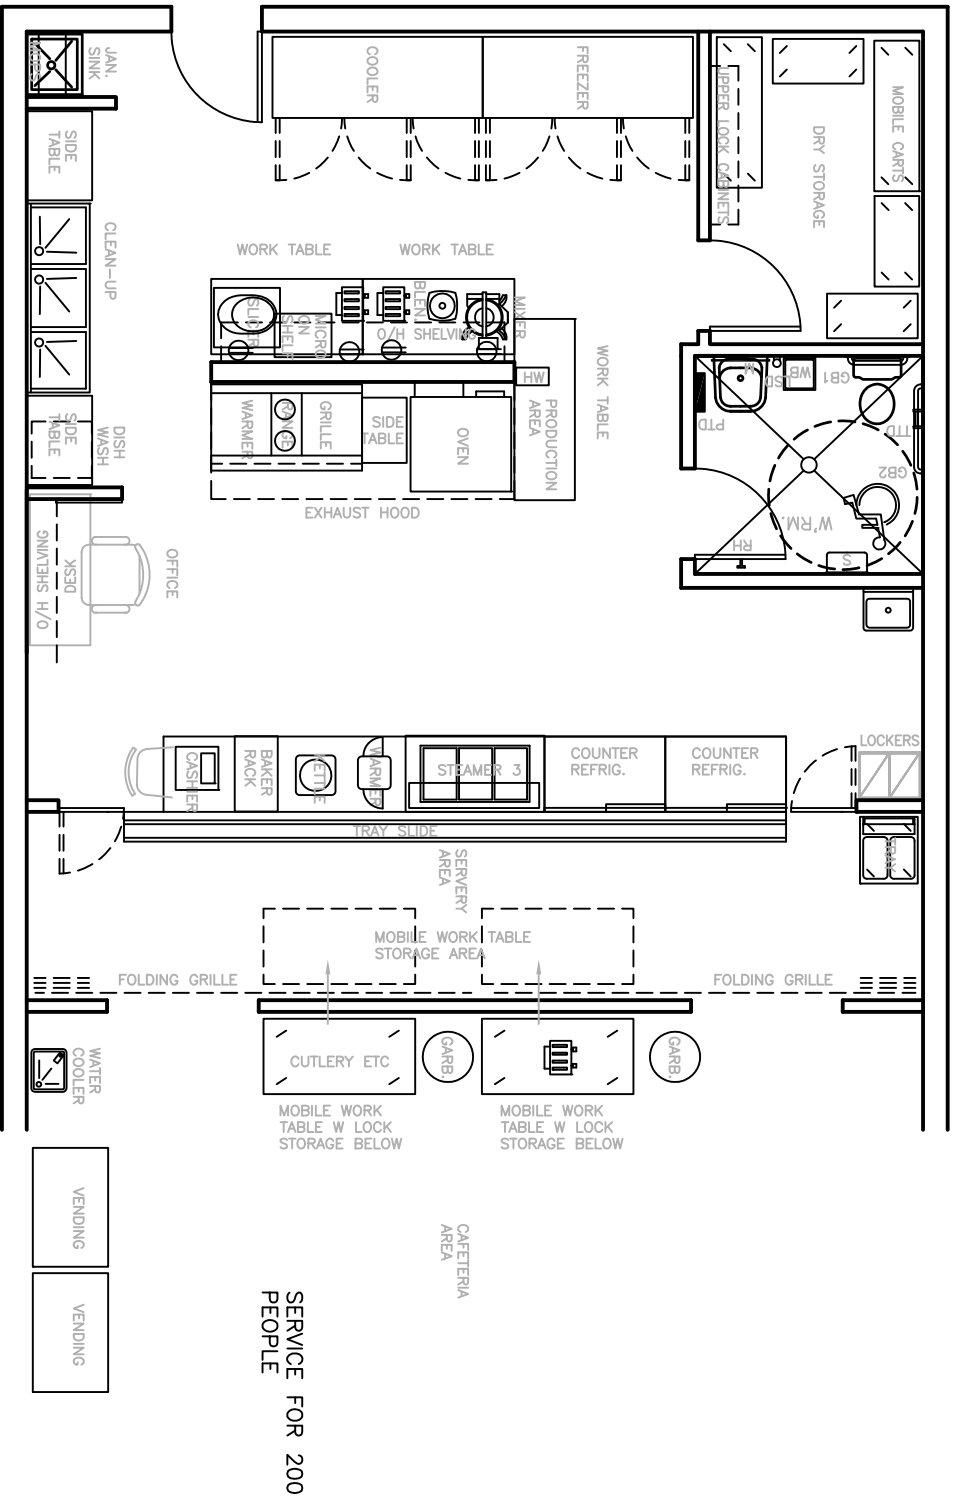 JAN.
SINK
MOPS
COOLER
FREEZER
UPPER LOCK CABINETS
DRY STORAGE
MOBILE CARTS
SIDE
TABLE
CLEAN-UP
WORK TABLE
WORK TABLE
SLICER
MICRO
ON
SHELF
BLEN
O/H SHELVING
MIXER
HW
WORK TABLE
PRODUCTION
AREA
WARMER
RANGE
GRILLE
SIDE
TABLE
OVEN
EXHAUST HOOD
SIDE
TABLE
DISH
WASH
DESK
O/H SHELVING
OFFICE
M
SD
WB
GB1
PTD
TTD
GB2
W'RM.
RH
S
LOCKERS
CASHIER
BAKER
RACK
KETTLE
WARMER
STEAMER 3
COUNTER
REFRIG.
COUNTER
REFRIG.
TRAY SLIDE
TRAY
SERVERY
AREA
MOBILE WORK TABLE
STORAGE AREA
FOLDING GRILLE
FOLDING GRILLE
WATER
COOLER
CUTLERY ETC
GARB.
GARB.
MOBILE WORK
TABLE W LOCK
STORAGE BELOW
MOBILE WORK
TABLE W LOCK
STORAGE BELOW
VENDING
VENDING
CAFETERIA
AREA
SERVICE FOR 200
PEOPLE